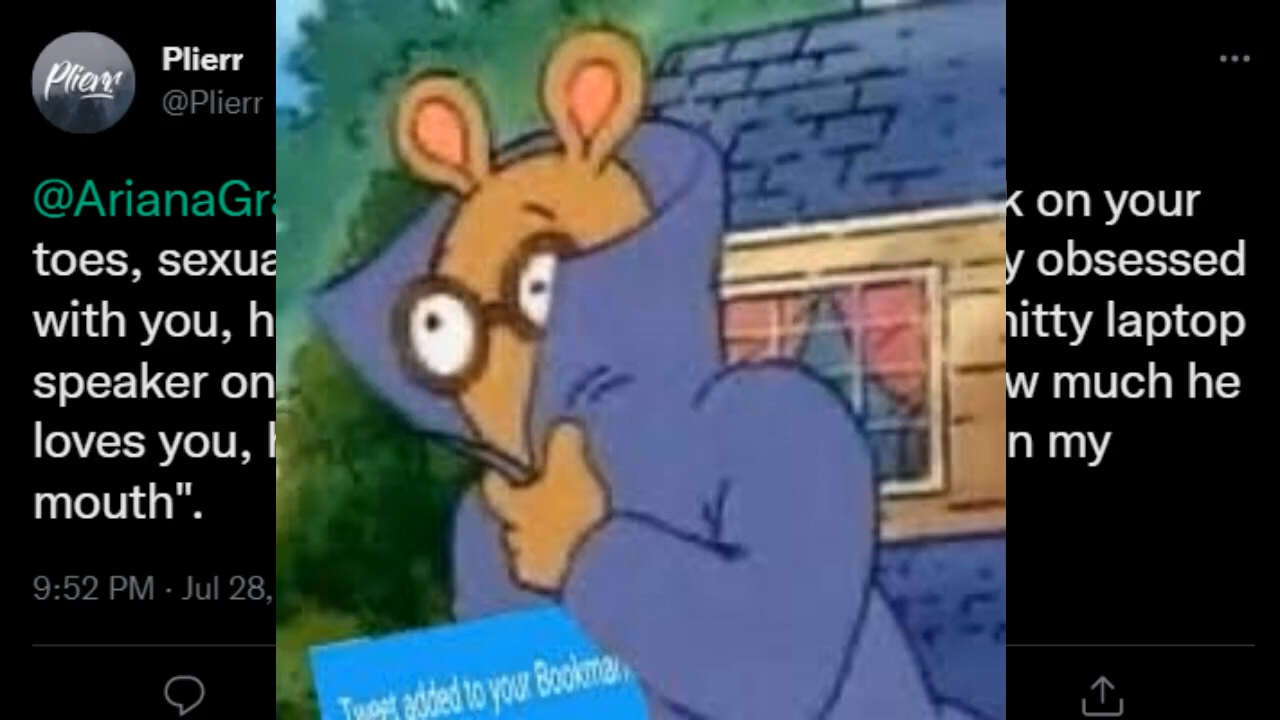 Plierr
Plierr
@Plierr
@ArianaGra k on your
toes, sexua y obsessed
with you, h hitty laptop
speaker on w much he
loves you, h n my
mouth".
9:52 PM · Jul 28,
Tweet added to your Bookmar